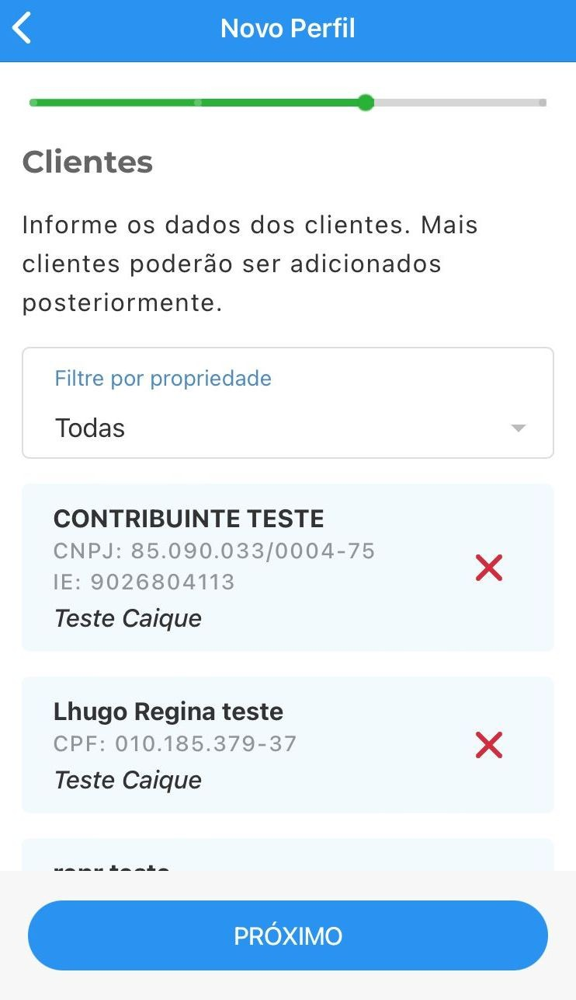 Novo Perfil
Clientes
Informe os dados dos clientes. Mais
clientes poderão ser adicionados
posteriormente.
Filtre por propriedade
Todas
CONTRIBUINTE TESTE
CNPJ: 85.090.033/0004-75
IE: 9026804113
Teste Caique
Lhugo Regina teste
CPF: 010.185.379-37
Teste Caique
teste
PRÓXIMO